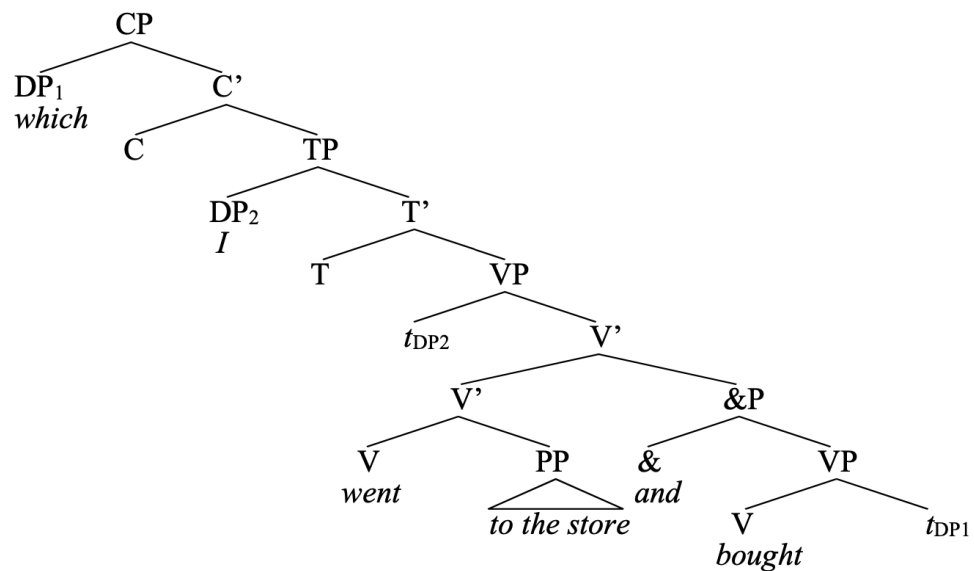 CP
DP1 C’
which
C TP
DP2 T’
I
T VP
tDP2 V’
V’ &P
V PP & VP
went to the store and V tDP1
bought